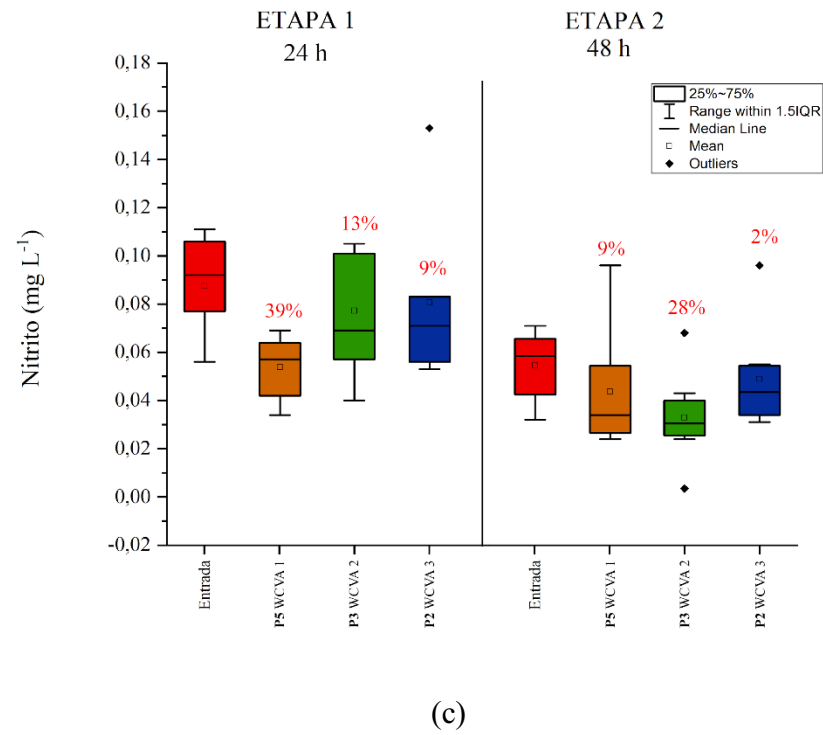 ETAPA 1
24 h
ETAPA 2
48 h
25%~75%
Range within 1.5IQR
Median Line
Mean
Outliers
Nitrito (mg L⁻¹)
0,18
0,16
0,14
0,12
0,10
0,08
0,06
0,04
0,02
0,00
-0,02
39%
13%
9%
9%
28%
2%
Entrada
P5 WCVA 1
P3 WCVA 2
P2 WCVA 3
Entrada
P5 WCVA 1
P3 WCVA 2
P2 WCVA 3
(c)